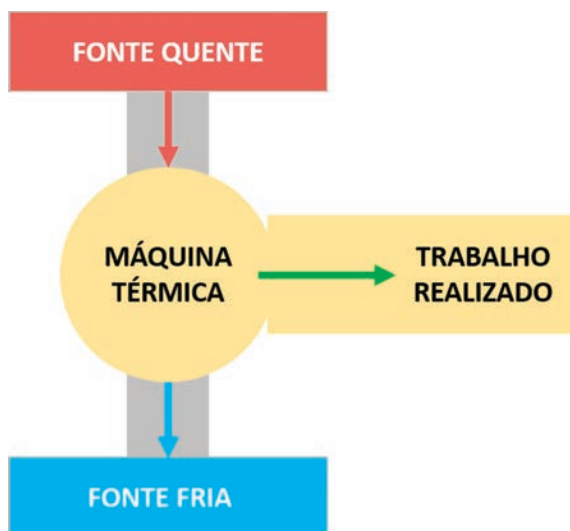 FONTE QUENTE
MÁQUINA
TÉRMICA
TRABALHO
REALIZADO
FONTE FRIA